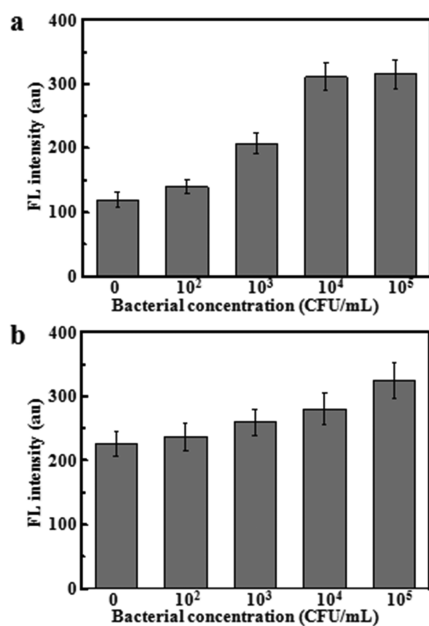 a
400
300
200
100
0
FL intensity (au)
0 10² 10³ 10⁴ 10⁵
Bacterial concentration (CFU/mL)
b
400
300
200
100
0
FL intensity (au)
0 10² 10³ 10⁴ 10⁵
Bacterial concentration (CFU/mL)